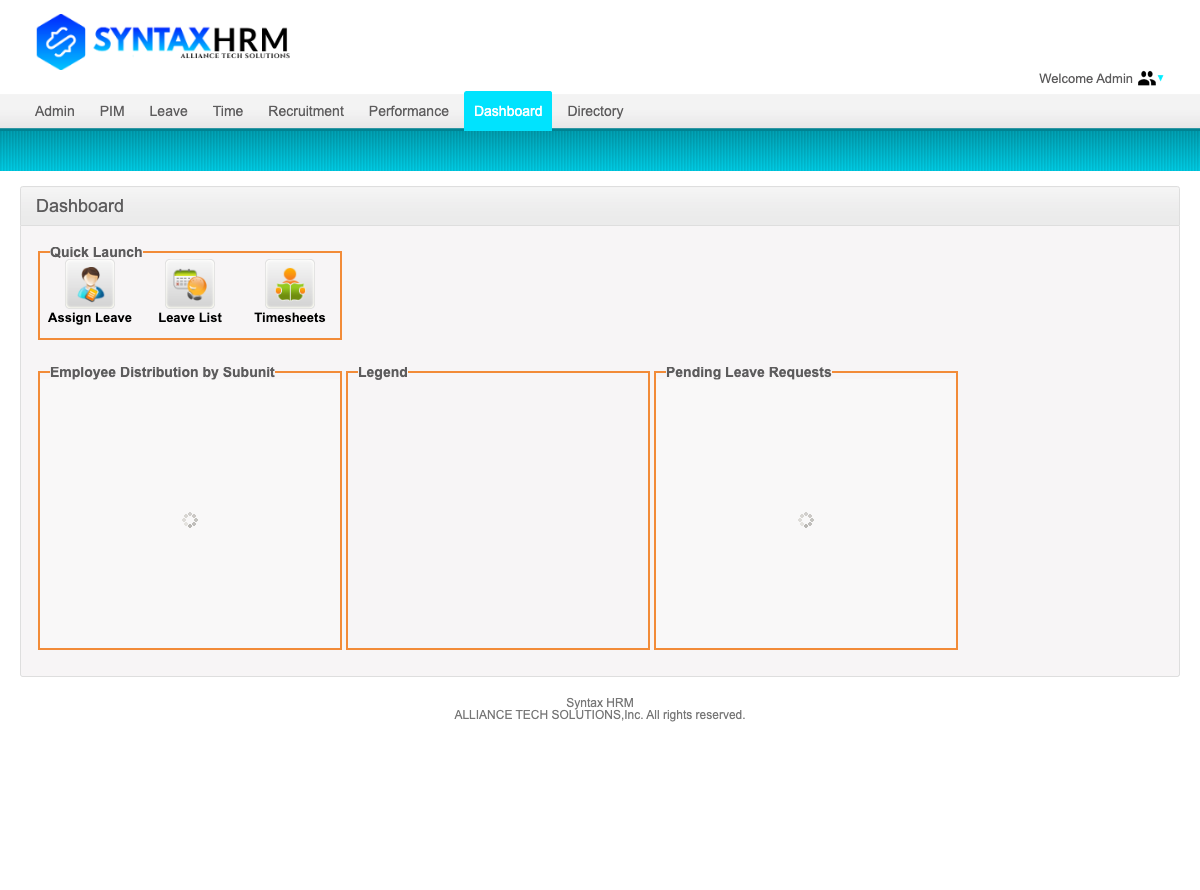 SYNTAXHRM
ALLIANCE TECH SOLUTIONS
Welcome Admin
Admin PIM Leave Time Recruitment Performance Dashboard Directory
Dashboard
Quick Launch
Assign Leave Leave List Timesheets
Employee Distribution by Subunit Legend Pending Leave Requests
Syntax HRM
ALLIANCE TECH SOLUTIONS,Inc. All rights reserved.